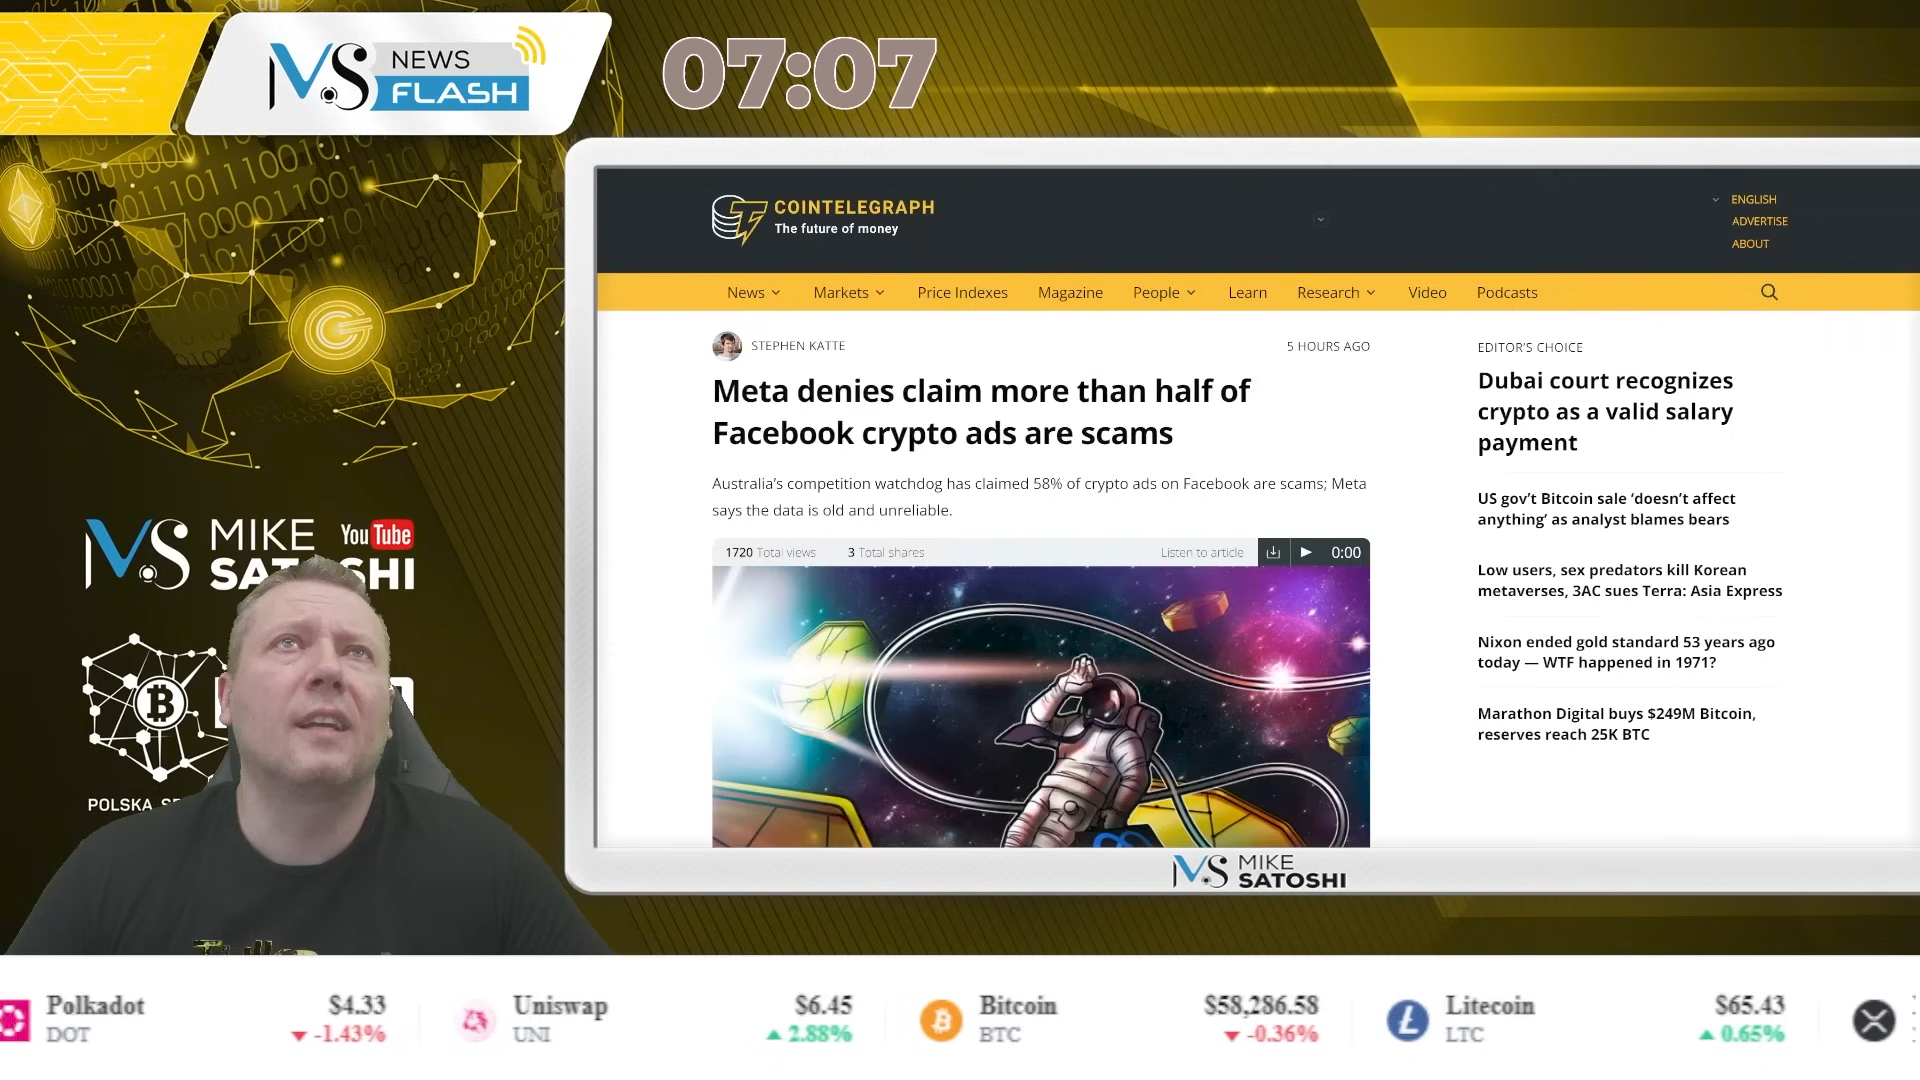 NEWS
FLASH
07:07
COINTELEGRAPH
The future of money
ENGLISH
ADVERTISE
ABOUT
News
Markets
Price Indexes
Magazine
People
Learn
Research
Video
Podcasts
STEPHEN KATTE
5 HOURS AGO
Meta denies claim more than half of
Facebook crypto ads are scams
Australia's competition watchdog has claimed 58% of crypto ads on Facebook are scams; Meta
says the data is old and unreliable.
1720 Total views
3 Total shares
Listen to article
0:00
EDITOR'S CHOICE
Dubai court recognizes
crypto as a valid salary
payment
US gov't Bitcoin sale 'doesn't affect
anything' as analyst blames bears
Low users, sex predators kill Korean
metaverses, 3AC sues Terra: Asia Express
Nixon ended gold standard 53 years ago
today — WTF happened in 1971?
Marathon Digital buys $249M Bitcoin,
reserves reach 25K BTC
MS MIKE
SATOSHI
MS MIKE YouTube
SATOSHI
POLSKA
Polkadot $4.33
DOT -1.43%
Uniswap $6.45
UNI 2.88%
Bitcoin $58,286.58
BTC -0.36%
Litecoin $65.43
LTC 0.65%